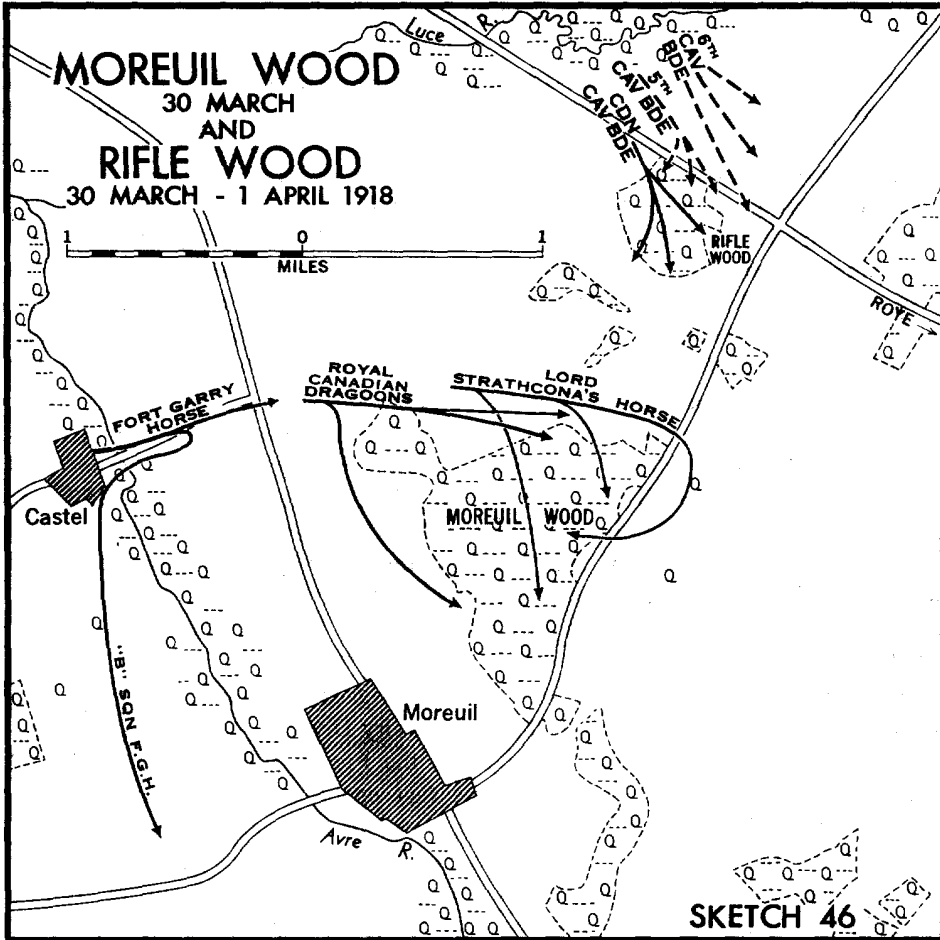 Luce R.
MOREUIL WOOD
30 MARCH
AND
RIFLE WOOD
30 MARCH - 1 APRIL 1918
1 0 1
MILES
6TH
CAV
BDE
5TH
CAV BDE
CDN
CAV BDE
RIFLE
WOOD
ROYE
FORT GARRY
HORSE
ROYAL
CANADIAN
DRAGOONS
LORD
STRATHCONA'S HORSE
Castel
MOREUIL WOOD
"B" SQN F.G.H.
Moreuil
Avre R.
SKETCH 46